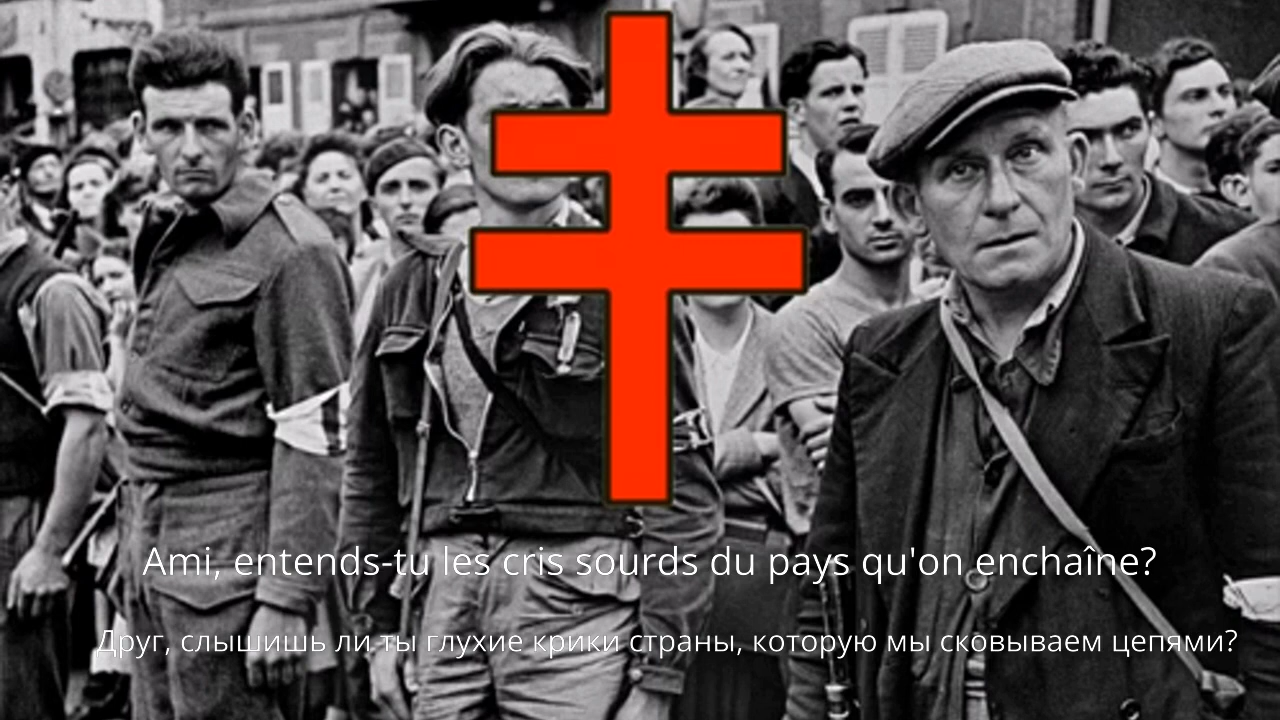 Ami, entends-tu les cris sourds du pays qu'on enchaîne?
Друг, слышишь ли ты глухие крики страны, которую мы сковываем цепями?